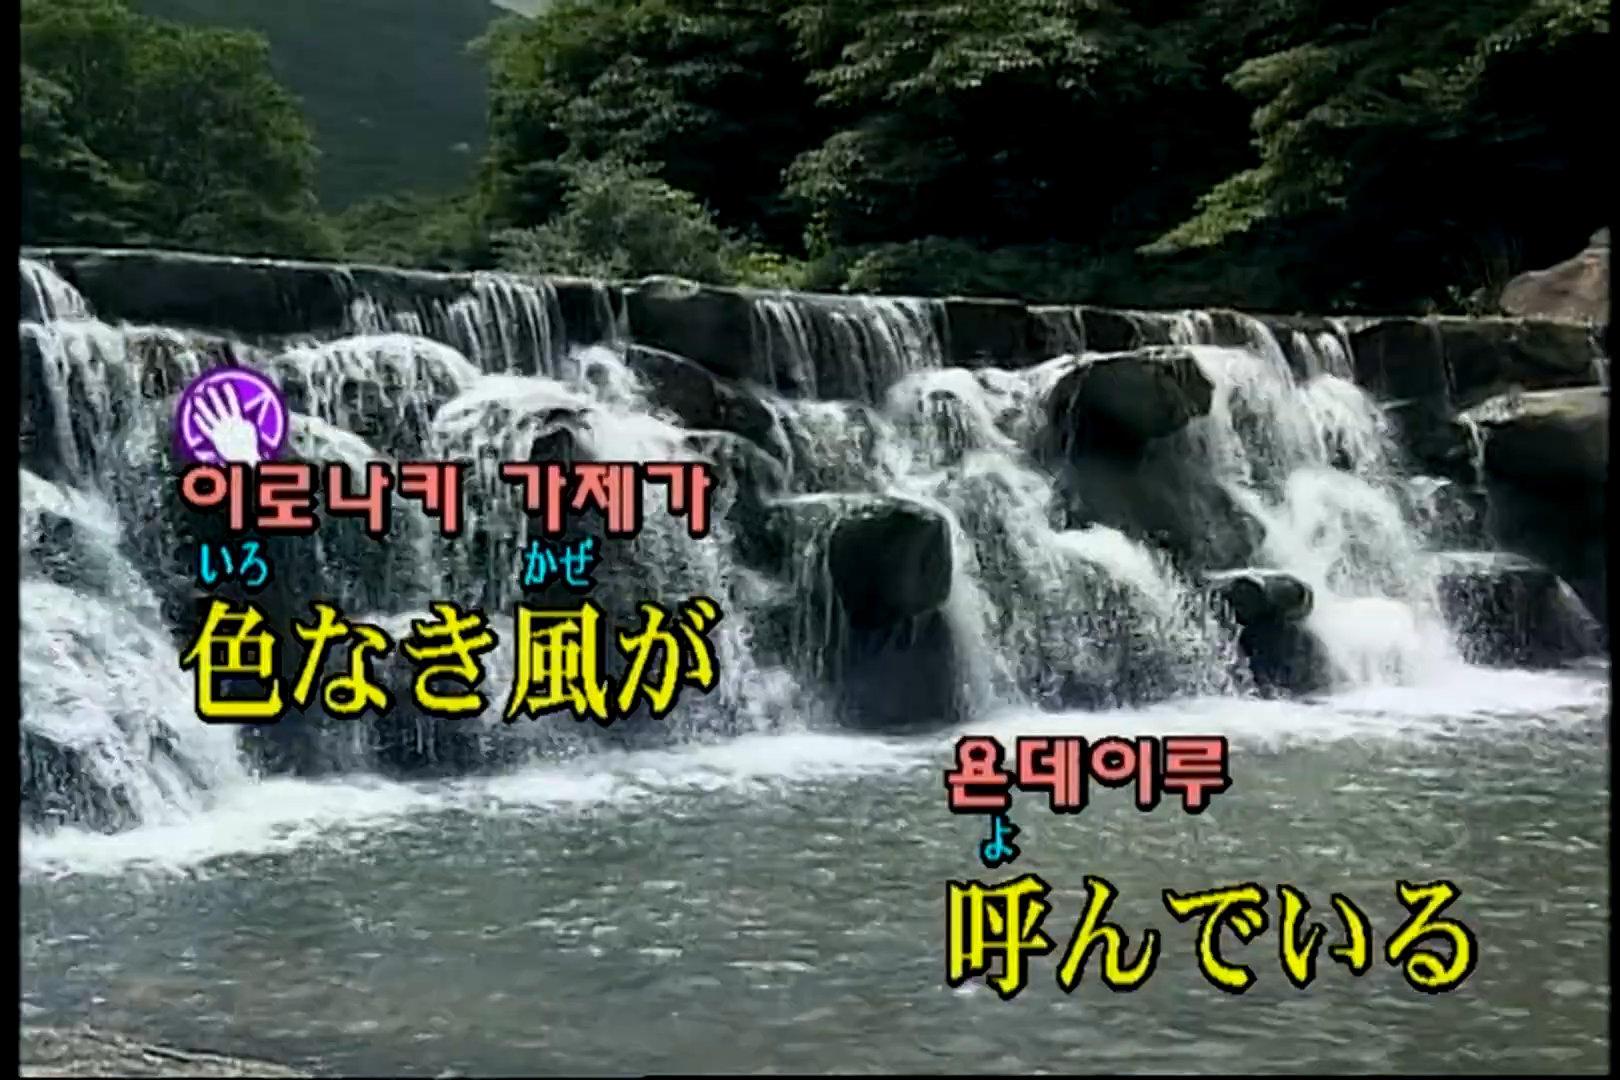 이로나키 가제가
いろ かぜ
色なき風が
욘데이루
よ
呼んでいる